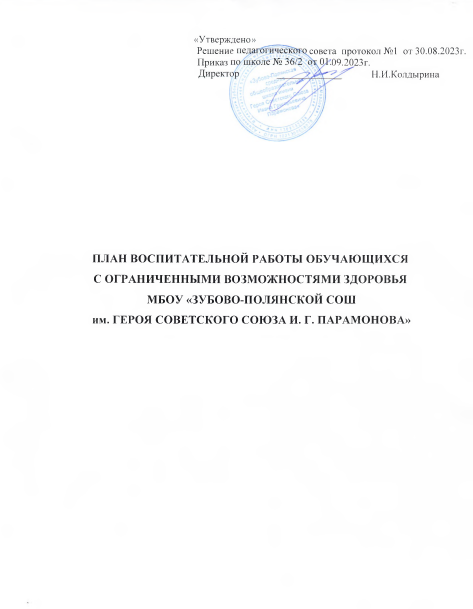 «Утверждено»
Решение педагогического совета протокол №1 от 30.08.2023г.
Приказ по школе № 36/2 от 01.09.2023г.
Директор Н.И.Колдырина
ПЛАН ВОСПИТАТЕЛЬНОЙ РАБОТЫ ОБУЧАЮЩИХСЯ
С ОГРАНИЧЕННЫМИ ВОЗМОЖНОСТЯМИ ЗДОРОВЬЯ
МБОУ «ЗУБОВО-ПОЛЯНСКОЙ СОШ
им. ГЕРОЯ СОВЕТСКОГО СОЮЗА И. Г. ПАРАМОНОВА»